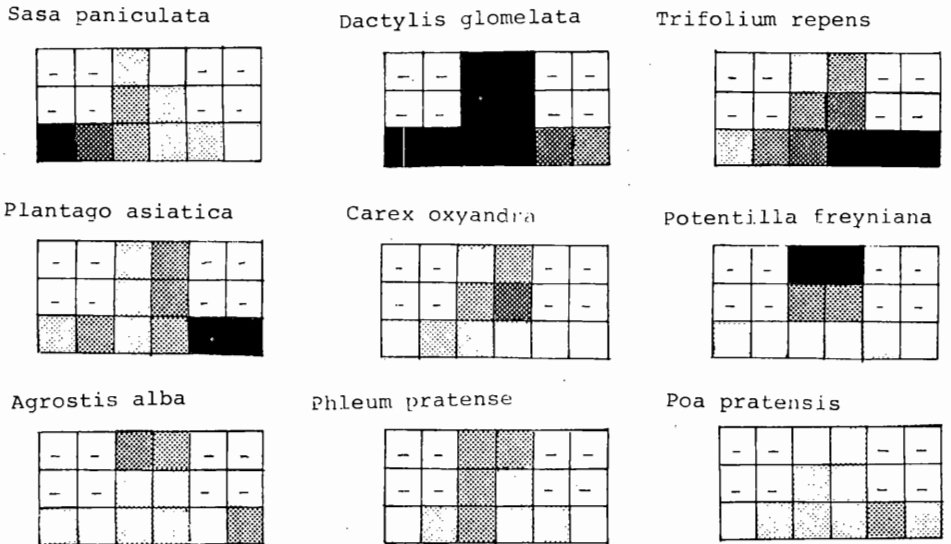 Sasa paniculata
Dactylis glomelata
Trifolium repens
- - - -
- - - -
- - - -
- - - -
- - - -
- - - -
Plantago asiatica
Carex oxyandra
Potentilla freyniana
- - - -
- - - -
- - - -
- - - -
- - - -
- - - -
Agrostis alba
Phleum pratense
Poa pratensis
- - - -
- - - -
- - - -
- - - -
- - - -
- - - -